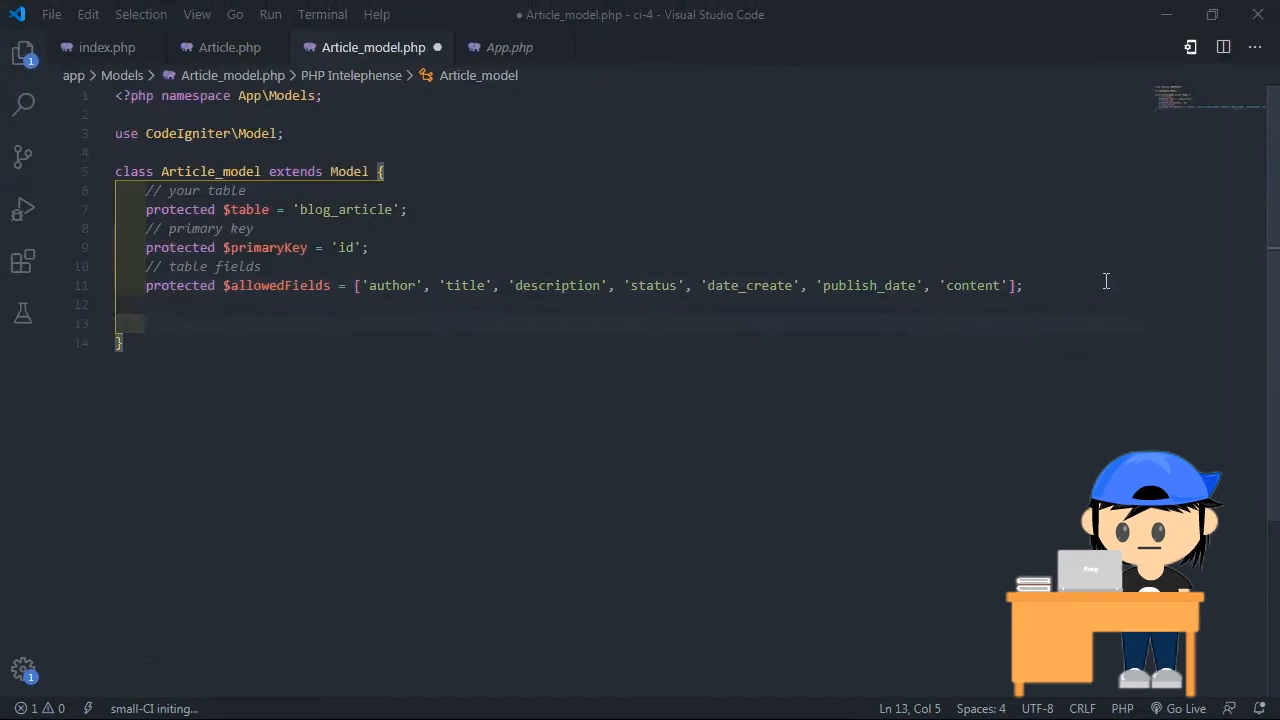 File Edit Selection View Go Run Terminal Help ● Article_model.php - ci-4 - Visual Studio Code
index.php Article.php Article_model.php App.php
app > Models > Article_model.php > PHP Intelephense > Article_model
1 <?php namespace App\Models;
2
3 use CodeIgniter\Model;
4
5 class Article_model extends Model {
6 // your table
7 protected $table = 'blog_article';
8 // primary key
9 protected $primaryKey = 'id';
10 // table fields
11 protected $allowedFields = ['author', 'title', 'description', 'status', 'date_create', 'publish_date', 'content'];
12
13
14 }
1
1
1 0 small-CI initing... Ln 13, Col 5 Spaces: 4 UTF-8 CRLF PHP Go Live